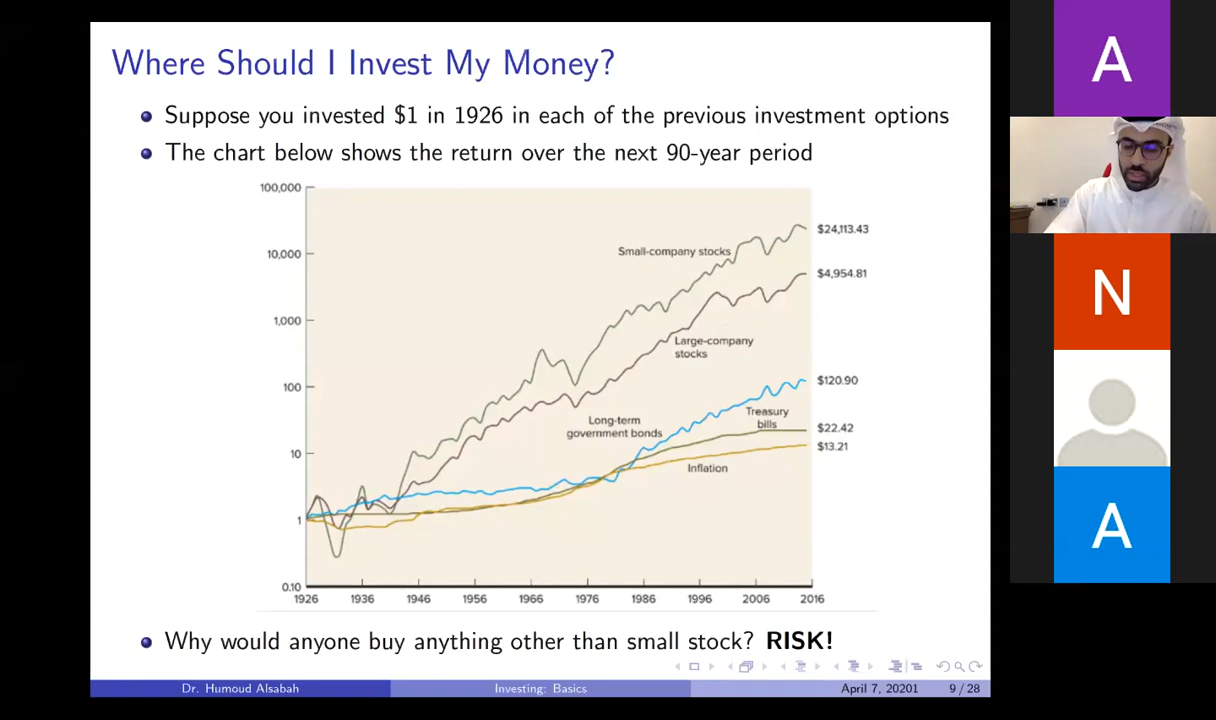 Where Should I Invest My Money?
Suppose you invested $1 in 1926 in each of the previous investment options
The chart below shows the return over the next 90-year period
100,000
10,000
1,000
100
10
1
0.10
Small-company stocks
$24,113.43
$4,954.81
Large-company
stocks
$120.90
Long-term
government bonds
Treasury
bills
$22.42
$13.21
Inflation
1926 1936 1946 1956 1966 1976 1986 1996 2006 2016
Why would anyone buy anything other than small stock? RISK!
Dr. Humoud Alsabah Investing: Basics April 7, 20201 9 / 28
A
N
A